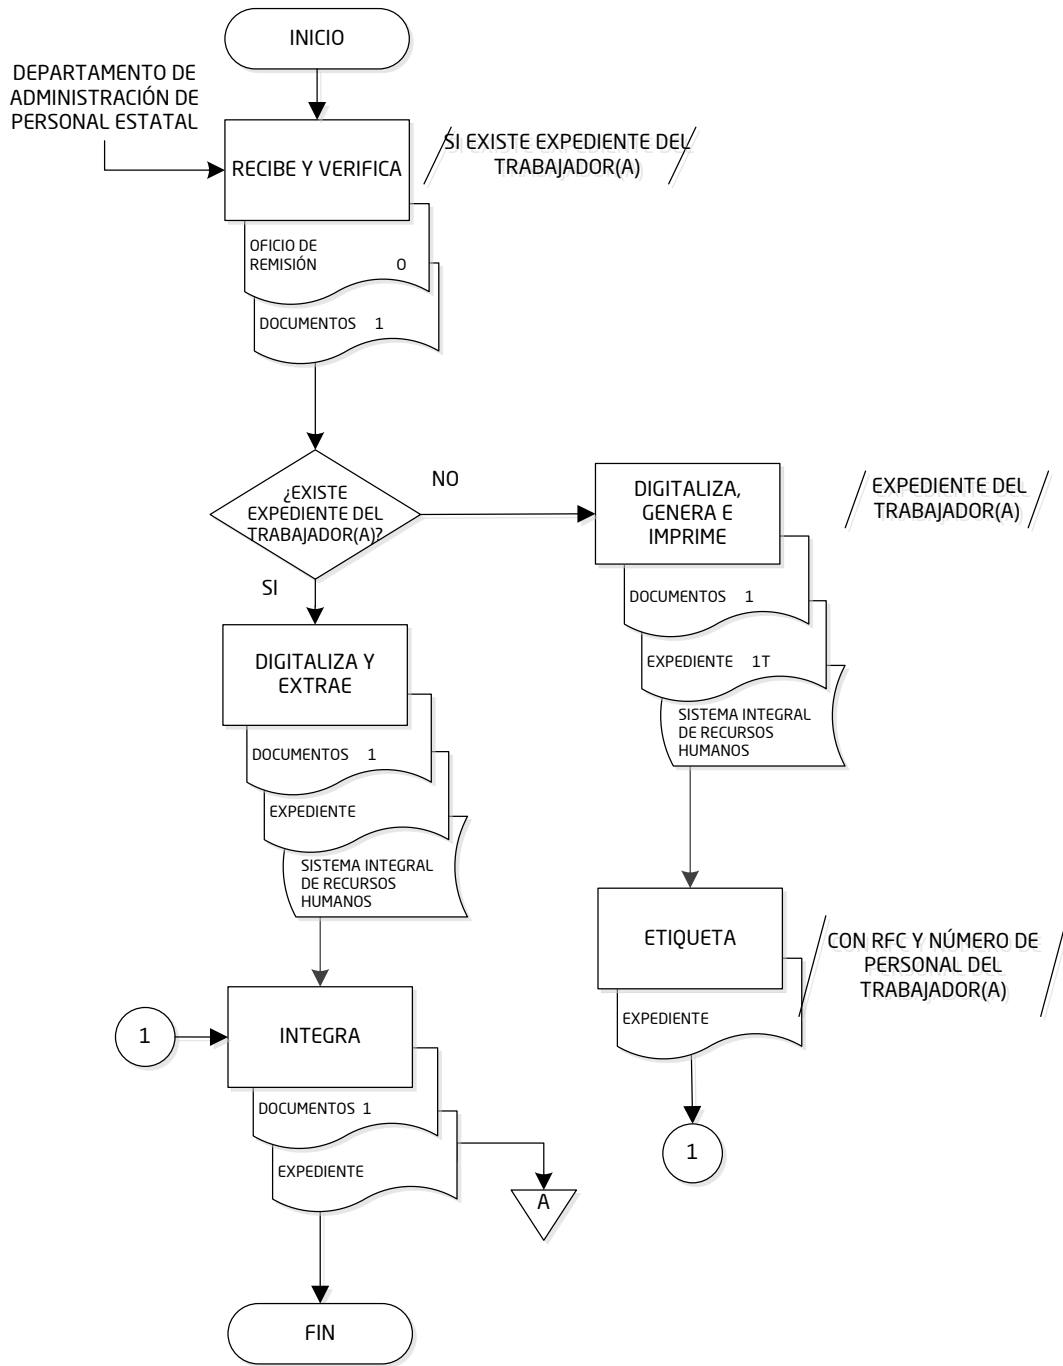 INICIO
DEPARTAMENTO DE
ADMINISTRACIÓN DE
PERSONAL ESTATAL
RECIBE Y VERIFICA
SI EXISTE EXPEDIENTE DEL
TRABAJADOR(A)
OFICIO DE
REMISIÓN 0
DOCUMENTOS 1
¿EXISTE
EXPEDIENTE DEL
TRABAJADOR(A)?
NO
SI
DIGITALIZA,
GENERA E
IMPRIME
EXPEDIENTE DEL
TRABAJADOR(A)
DOCUMENTOS 1
EXPEDIENTE 1T
SISTEMA INTEGRAL
DE RECURSOS
HUMANOS
DIGITALIZA Y
EXTRAE
DOCUMENTOS 1
EXPEDIENTE
SISTEMA INTEGRAL
DE RECURSOS
HUMANOS
ETIQUETA
CON RFC Y NÚMERO DE
PERSONAL DEL
TRABAJADOR(A)
EXPEDIENTE
1
1
INTEGRA
DOCUMENTOS 1
EXPEDIENTE
A
FIN